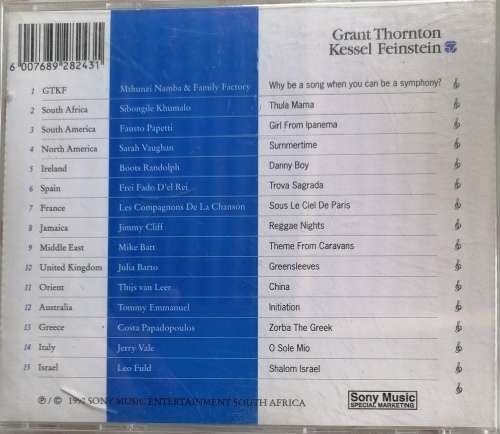 Grant Thornton
Kessel Feinstein
6 007689 282431
1 GTKF Mthunzi Namba & Family Factory Why be a song when you can be a symphony?
2 South Africa Sibongile Khumalo Thula Mama
3 South America Fausto Papetti Girl From Ipanema
4 North America Sarah Vaughan Summertime
5 Ireland Boots Randolph Danny Boy
6 Spain Frei Fado D'el Rei Trova Sagrada
7 France Les Compagnons De La Chanson Sous Le Ciel De Paris
8 Jamaica Jimmy Cliff Reggae Nights
9 Middle East Mike Batt Theme From Caravans
10 United Kingdom Julia Barto Greensleeves
11 Orient Thijs van Leer China
12 Australia Tommy Emmanuel Initiation
13 Greece Costa Papadopoulos Zorba The Greek
14 Italy Jerry Vale O Sole Mio
15 Israel Leo Fuld Shalom Israel
℗ / © 1997 SONY MUSIC ENTERTAINMENT SOUTH AFRICA
Sony Music
SPECIAL MARKETING